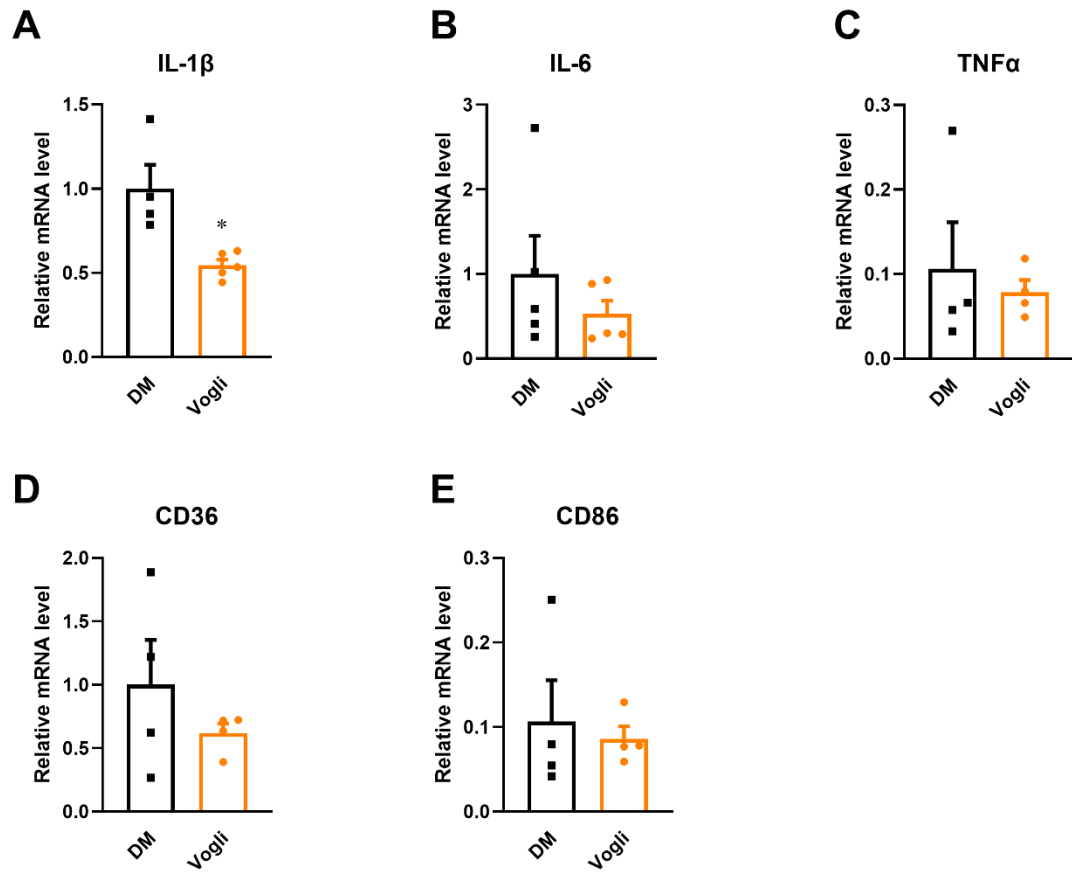 A
IL-1β
Relative mRNA level
1.5
1.0
0.5
0.0
*
DM
Vogli
B
IL-6
Relative mRNA level
3
2
1
0
DM
Vogli
C
TNFα
Relative mRNA level
0.3
0.2
0.1
0.0
DM
Vogli
D
CD36
Relative mRNA level
2.0
1.5
1.0
0.5
0.0
DM
Vogli
E
CD86
Relative mRNA level
0.3
0.2
0.1
0.0
DM
Vogli